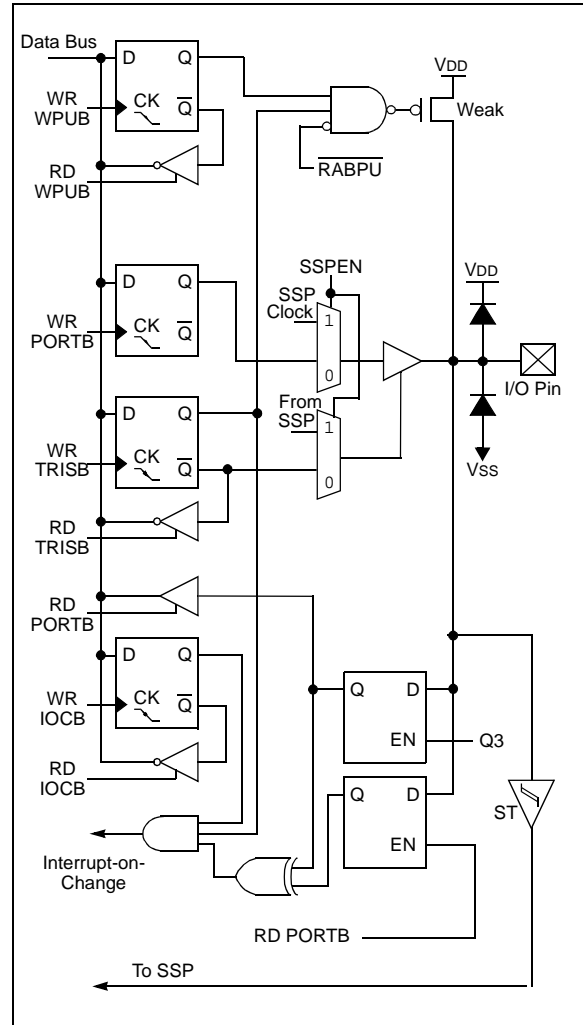 Data Bus
D Q
CK
Q̅
WR
WPUB
RD
WPUB
VDD
Weak
R̅A̅B̅P̅U̅
SSPEN
SSP
Clock
1
0
D Q
CK Q̅
WR
PORTB
VDD
I/O Pin
VSS
From
SSP
1
0
D Q
CK
Q̅
WR
TRISB
RD
TRISB
RD
PORTB
D Q
CK
Q̅
WR
IOCB
RD
IOCB
Q D
EN
Q3
Q D
EN
ST
Interrupt-on-
Change
RD PORTB
To SSP